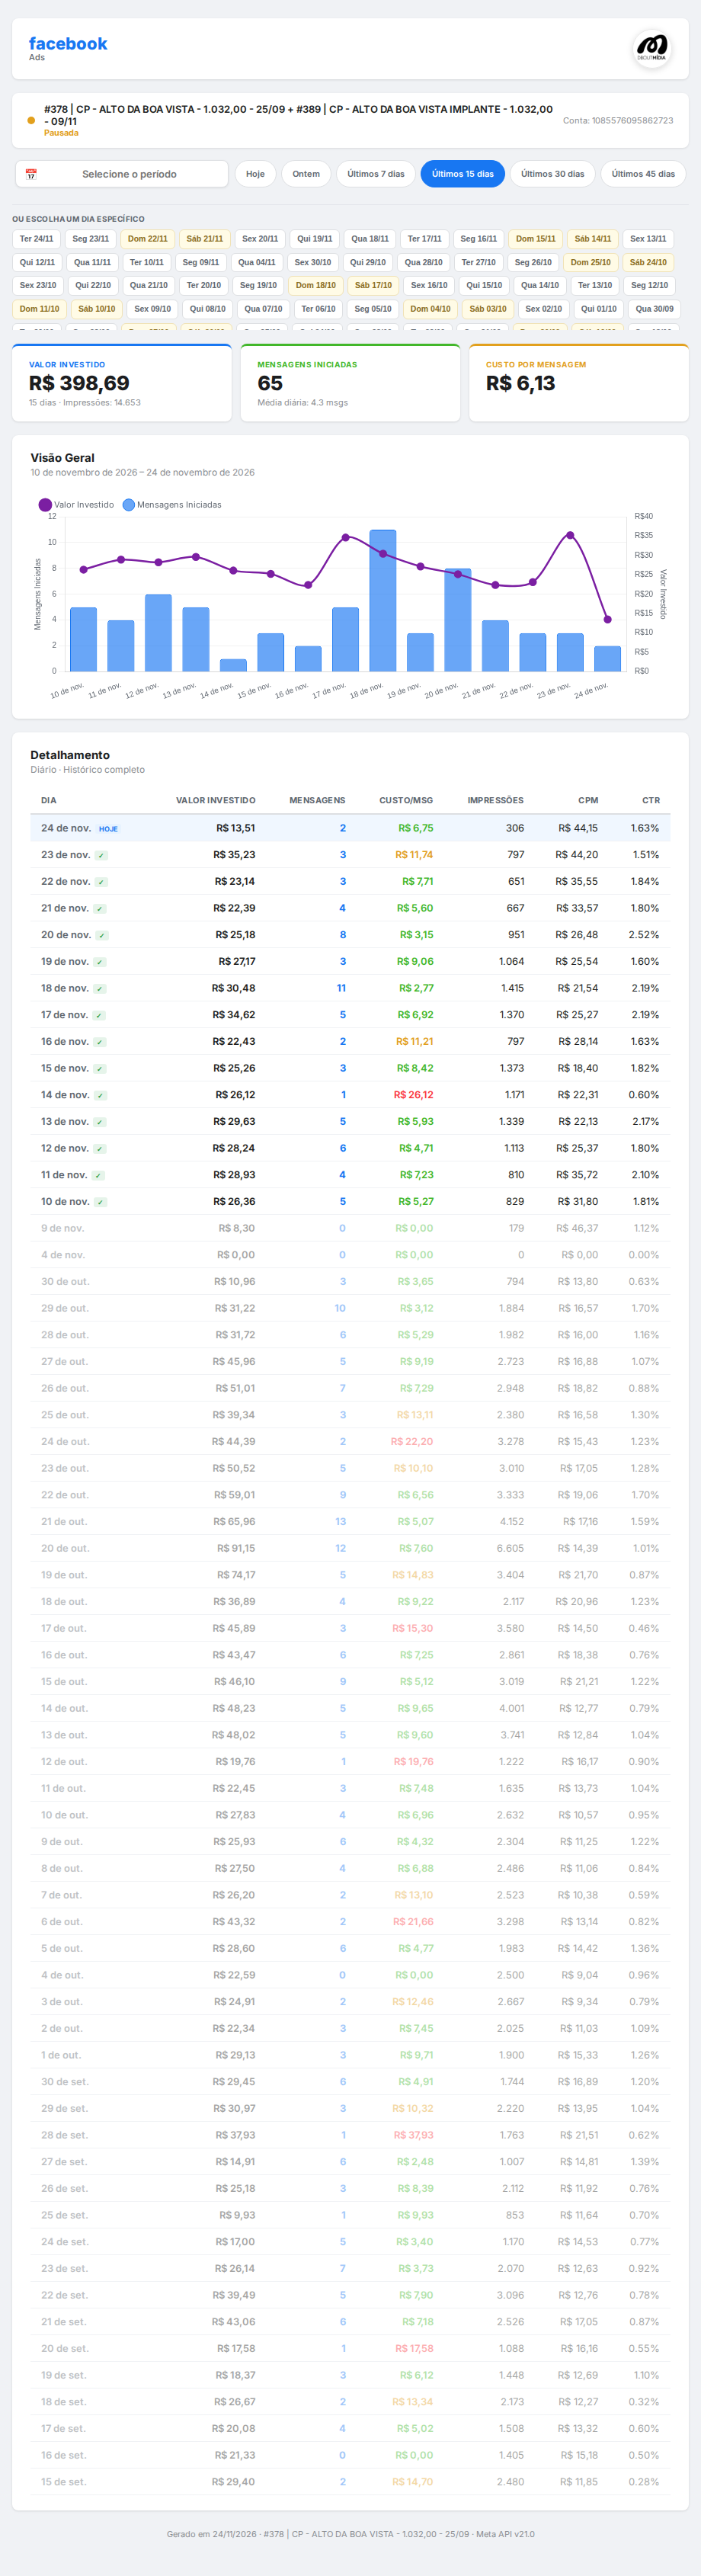 facebook
Ads
ABOUTMÍDIA
#378 | CP - ALTO DA BOA VISTA - 1.032,00 - 25/09 + #389 | CP - ALTO DA BOA VISTA IMPLANTE - 1.032,00
- 09/11
Pausada
Conta: 1085576095862723
Selecione o período
Hoje Ontem Últimos 7 dias Últimos 15 dias Últimos 30 dias Últimos 45 dias
OU ESCOLHA UM DIA ESPECÍFICO
Ter 24/11 Seg 23/11 Dom 22/11 Sáb 21/11 Sex 20/11 Qui 19/11 Qua 18/11 Ter 17/11 Seg 16/11 Dom 15/11 Sáb 14/11 Sex 13/11
Qui 12/11 Qua 11/11 Ter 10/11 Seg 09/11 Qua 04/11 Sex 30/10 Qui 29/10 Qua 28/10 Ter 27/10 Seg 26/10 Dom 25/10 Sáb 24/10
Sex 23/10 Qui 22/10 Qua 21/10 Ter 20/10 Seg 19/10 Dom 18/10 Sáb 17/10 Sex 16/10 Qui 15/10 Qua 14/10 Ter 13/10 Seg 12/10
Dom 11/10 Sáb 10/10 Sex 09/10 Qui 08/10 Qua 07/10 Ter 06/10 Seg 05/10 Dom 04/10 Sáb 03/10 Sex 02/10 Qui 01/10 Qua 30/09
VALOR INVESTIDO
R$ 398,69
15 dias · Impressões: 14.653
MENSAGENS INICIADAS
65
Média diária: 4.3 msgs
CUSTO POR MENSAGEM
R$ 6,13
Visão Geral
10 de novembro de 2026 – 24 de novembro de 2026
Valor Investido Mensagens Iniciadas
Mensagens Iniciadas
12
10
8
6
4
2
0
R$40
R$35
R$30
R$25
R$20
R$15
R$10
R$5
R$0
Valor Investido
10 de nov. 11 de nov. 12 de nov. 13 de nov. 14 de nov. 15 de nov. 16 de nov. 17 de nov. 18 de nov. 19 de nov. 20 de nov. 21 de nov. 22 de nov. 23 de nov. 24 de nov.
Detalhamento
Diário · Histórico completo
DIA VALOR INVESTIDO MENSAGENS CUSTO/MSG IMPRESSÕES CPM CTR
24 de nov. HOJE R$ 13,51 2 R$ 6,75 306 R$ 44,15 1.63%
23 de nov. ✓ R$ 35,23 3 R$ 11,74 797 R$ 44,20 1.51%
22 de nov. ✓ R$ 23,14 3 R$ 7,71 651 R$ 35,55 1.84%
21 de nov. ✓ R$ 22,39 4 R$ 5,60 667 R$ 33,57 1.80%
20 de nov. ✓ R$ 25,18 8 R$ 3,15 951 R$ 26,48 2.52%
19 de nov. ✓ R$ 27,17 3 R$ 9,06 1.064 R$ 25,54 1.60%
18 de nov. ✓ R$ 30,48 11 R$ 2,77 1.415 R$ 21,54 2.19%
17 de nov. ✓ R$ 34,62 5 R$ 6,92 1.370 R$ 25,27 2.19%
16 de nov. ✓ R$ 22,43 2 R$ 11,21 797 R$ 28,14 1.63%
15 de nov. ✓ R$ 25,26 3 R$ 8,42 1.373 R$ 18,40 1.82%
14 de nov. ✓ R$ 26,12 1 R$ 26,12 1.171 R$ 22,31 0.60%
13 de nov. ✓ R$ 29,63 5 R$ 5,93 1.339 R$ 22,13 2.17%
12 de nov. ✓ R$ 28,24 6 R$ 4,71 1.113 R$ 25,37 1.80%
11 de nov. ✓ R$ 28,93 4 R$ 7,23 810 R$ 35,72 2.10%
10 de nov. ✓ R$ 26,36 5 R$ 5,27 829 R$ 31,80 1.81%
9 de nov. R$ 8,30 0 R$ 0,00 179 R$ 46,37 1.12%
4 de nov. R$ 0,00 0 R$ 0,00 0 R$ 0,00 0.00%
30 de out. R$ 10,96 3 R$ 3,65 794 R$ 13,80 0.63%
29 de out. R$ 31,22 10 R$ 3,12 1.884 R$ 16,57 1.70%
28 de out. R$ 31,72 6 R$ 5,29 1.982 R$ 16,00 1.16%
27 de out. R$ 45,96 5 R$ 9,19 2.723 R$ 16,88 1.07%
26 de out. R$ 51,01 7 R$ 7,29 2.948 R$ 18,82 0.88%
25 de out. R$ 39,34 3 R$ 13,11 2.380 R$ 16,58 1.30%
24 de out. R$ 44,39 2 R$ 22,20 3.278 R$ 15,43 1.23%
23 de out. R$ 50,52 5 R$ 10,10 3.010 R$ 17,05 1.28%
22 de out. R$ 59,01 9 R$ 6,56 3.333 R$ 19,06 1.70%
21 de out. R$ 65,96 13 R$ 5,07 4.152 R$ 17,16 1.59%
20 de out. R$ 91,15 12 R$ 7,60 6.605 R$ 14,39 1.01%
19 de out. R$ 74,17 5 R$ 14,83 3.404 R$ 21,70 0.87%
18 de out. R$ 36,89 4 R$ 9,22 2.117 R$ 20,96 1.23%
17 de out. R$ 45,89 3 R$ 15,30 3.580 R$ 14,50 0.46%
16 de out. R$ 43,47 6 R$ 7,25 2.861 R$ 18,38 0.76%
15 de out. R$ 46,10 9 R$ 5,12 3.019 R$ 21,21 1.22%
14 de out. R$ 48,23 5 R$ 9,65 4.001 R$ 12,77 0.79%
13 de out. R$ 48,02 5 R$ 9,60 3.741 R$ 12,84 1.04%
12 de out. R$ 19,76 1 R$ 19,76 1.222 R$ 16,17 0.90%
11 de out. R$ 22,45 3 R$ 7,48 1.635 R$ 13,73 1.04%
10 de out. R$ 27,83 4 R$ 6,96 2.632 R$ 10,57 0.95%
9 de out. R$ 25,93 6 R$ 4,32 2.304 R$ 11,25 1.22%
8 de out. R$ 27,50 4 R$ 6,88 2.486 R$ 11,06 0.84%
7 de out. R$ 26,20 2 R$ 13,10 2.523 R$ 10,38 0.59%
6 de out. R$ 43,32 2 R$ 21,66 3.298 R$ 13,14 0.82%
5 de out. R$ 28,60 6 R$ 4,77 1.983 R$ 14,42 1.36%
4 de out. R$ 22,59 0 R$ 0,00 2.500 R$ 9,04 0.96%
3 de out. R$ 24,91 2 R$ 12,46 2.667 R$ 9,34 0.79%
2 de out. R$ 22,34 3 R$ 7,45 2.025 R$ 11,03 1.09%
1 de out. R$ 29,13 3 R$ 9,71 1.900 R$ 15,33 1.26%
30 de set. R$ 29,45 6 R$ 4,91 1.744 R$ 16,89 1.20%
29 de set. R$ 30,97 3 R$ 10,32 2.220 R$ 13,95 1.04%
28 de set. R$ 37,93 1 R$ 37,93 1.763 R$ 21,51 0.62%
27 de set. R$ 14,91 6 R$ 2,48 1.007 R$ 14,81 1.39%
26 de set. R$ 25,18 3 R$ 8,39 2.112 R$ 11,92 0.76%
25 de set. R$ 9,93 1 R$ 9,93 853 R$ 11,64 0.70%
24 de set. R$ 17,00 5 R$ 3,40 1.170 R$ 14,53 0.77%
23 de set. R$ 26,14 7 R$ 3,73 2.070 R$ 12,63 0.92%
22 de set. R$ 39,49 5 R$ 7,90 3.096 R$ 12,76 0.78%
21 de set. R$ 43,06 6 R$ 7,18 2.526 R$ 17,05 0.87%
20 de set. R$ 17,58 1 R$ 17,58 1.088 R$ 16,16 0.55%
19 de set. R$ 18,37 3 R$ 6,12 1.448 R$ 12,69 1.10%
18 de set. R$ 26,67 2 R$ 13,34 2.173 R$ 12,27 0.32%
17 de set. R$ 20,08 4 R$ 5,02 1.508 R$ 13,32 0.60%
16 de set. R$ 21,33 0 R$ 0,00 1.405 R$ 15,18 0.50%
15 de set. R$ 29,40 2 R$ 14,70 2.480 R$ 11,85 0.28%
Gerado em 24/11/2026 · #378 | CP - ALTO DA BOA VISTA - 1.032,00 - 25/09 · Meta API v21.0